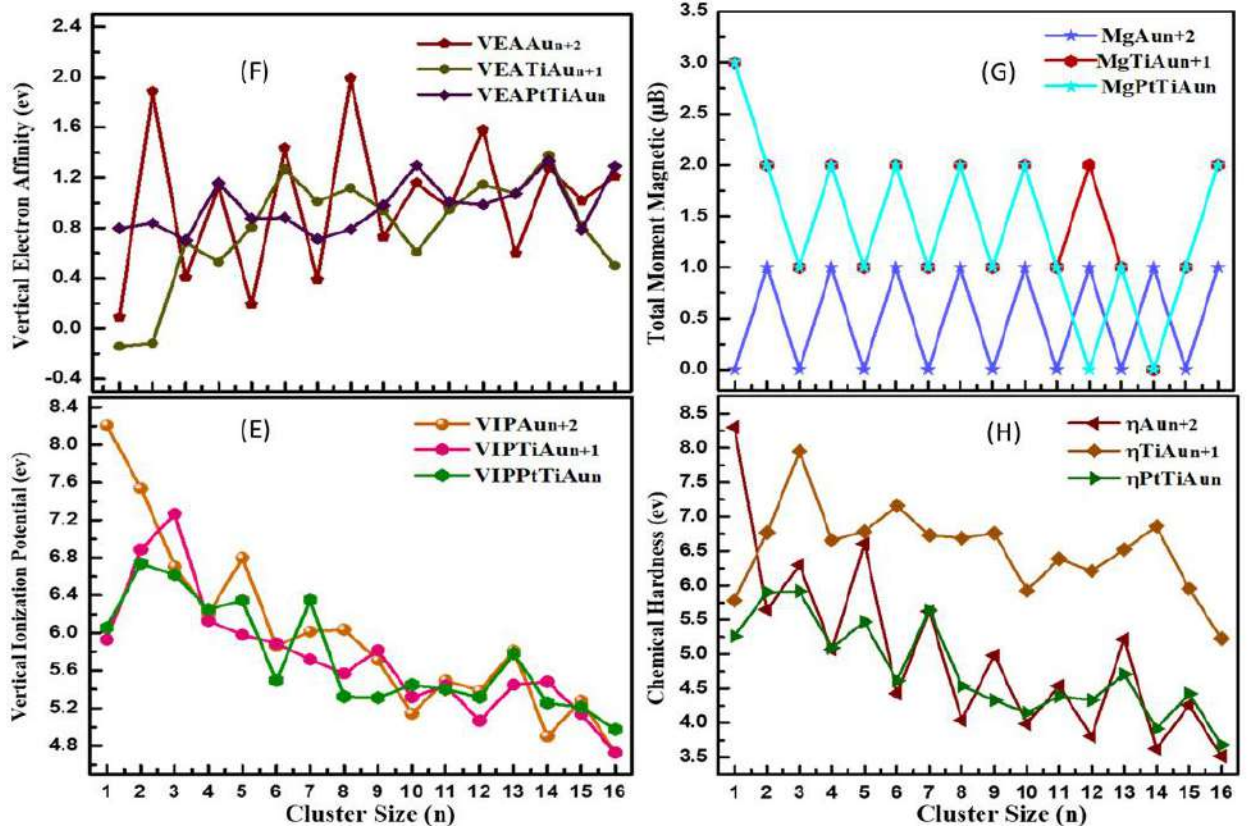 Vertical Electron Affinity (ev)
2.4
2.0
1.6
1.2
0.8
0.4
0.0
-0.4
(F)
VEAAun+2
VEATiAun+1
VEAPtTiAun
Total Moment Magnetic (µB)
3.5
3.0
2.5
2.0
1.5
1.0
0.5
0.0
(G)
MgAun+2
MgTiAun+1
MgPtTiAun
Vertical Ionization Potential (ev)
8.4
8.0
7.6
7.2
6.8
6.4
6.0
5.6
5.2
4.8
(E)
VIPAun+2
VIPTiAun+1
VIPPtTiAun
1 2 3 4 5 6 7 8 9 10 11 12 13 14 15 16
Cluster Size (n)
Chemical Hardness (ev)
8.5
8.0
7.5
7.0
6.5
6.0
5.5
5.0
4.5
4.0
3.5
(H)
ηAun+2
ηTiAun+1
ηPtTiAun
1 2 3 4 5 6 7 8 9 10 11 12 13 14 15 16
Cluster Size (n)